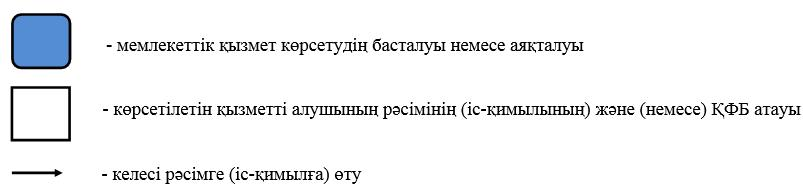 - мемлекеттік қызмет көрсетудің басталуы немесе аяқталуы
- көрсетілетін қызметті алушының рәсімінің (іс-қимылының) және (немесе) ҚФБ атауы
- келесі рәсімге (іс-қимылға) өту